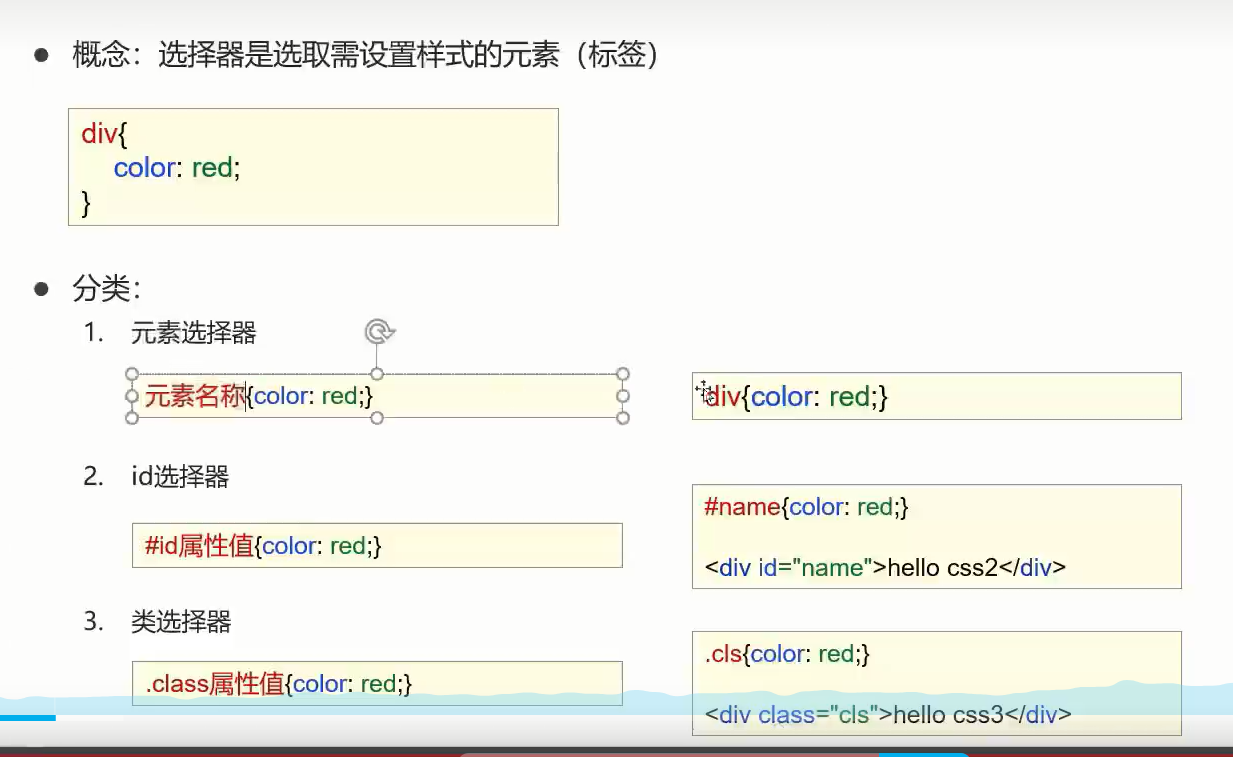 概念：选择器是选取需设置样式的元素（标签）
div{
color: red;
}
分类：
1. 元素选择器
元素名称{color: red;}
div{color: red;}
2. id选择器
#id属性值{color: red;}
#name{color: red;}
<div id="name">hello css2</div>
3. 类选择器
.class属性值{color: red;}
.cls{color: red;}
<div class="cls">hello css3</div>